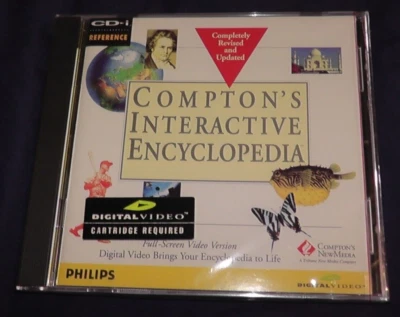 CD-i
REFERENCE
Completely
Revised
and
Updated
COMPTON'S
INTERACTIVE
ENCYCLOPEDIA
DIGITAL VIDEO™
CARTRIDGE REQUIRED
Full-Screen Video Version
Digital Video Brings Your Encyclopedia to Life
COMPTON'S
NEWMEDIA
PHILIPS
DIGITAL VIDEO